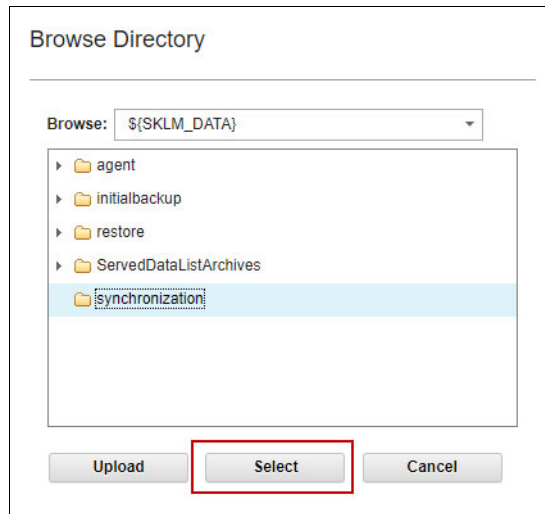 Browse Directory
Browse: ${SKLM_DATA}
agent
initialbackup
restore
ServedDataListArchives
synchronization
Upload Select Cancel